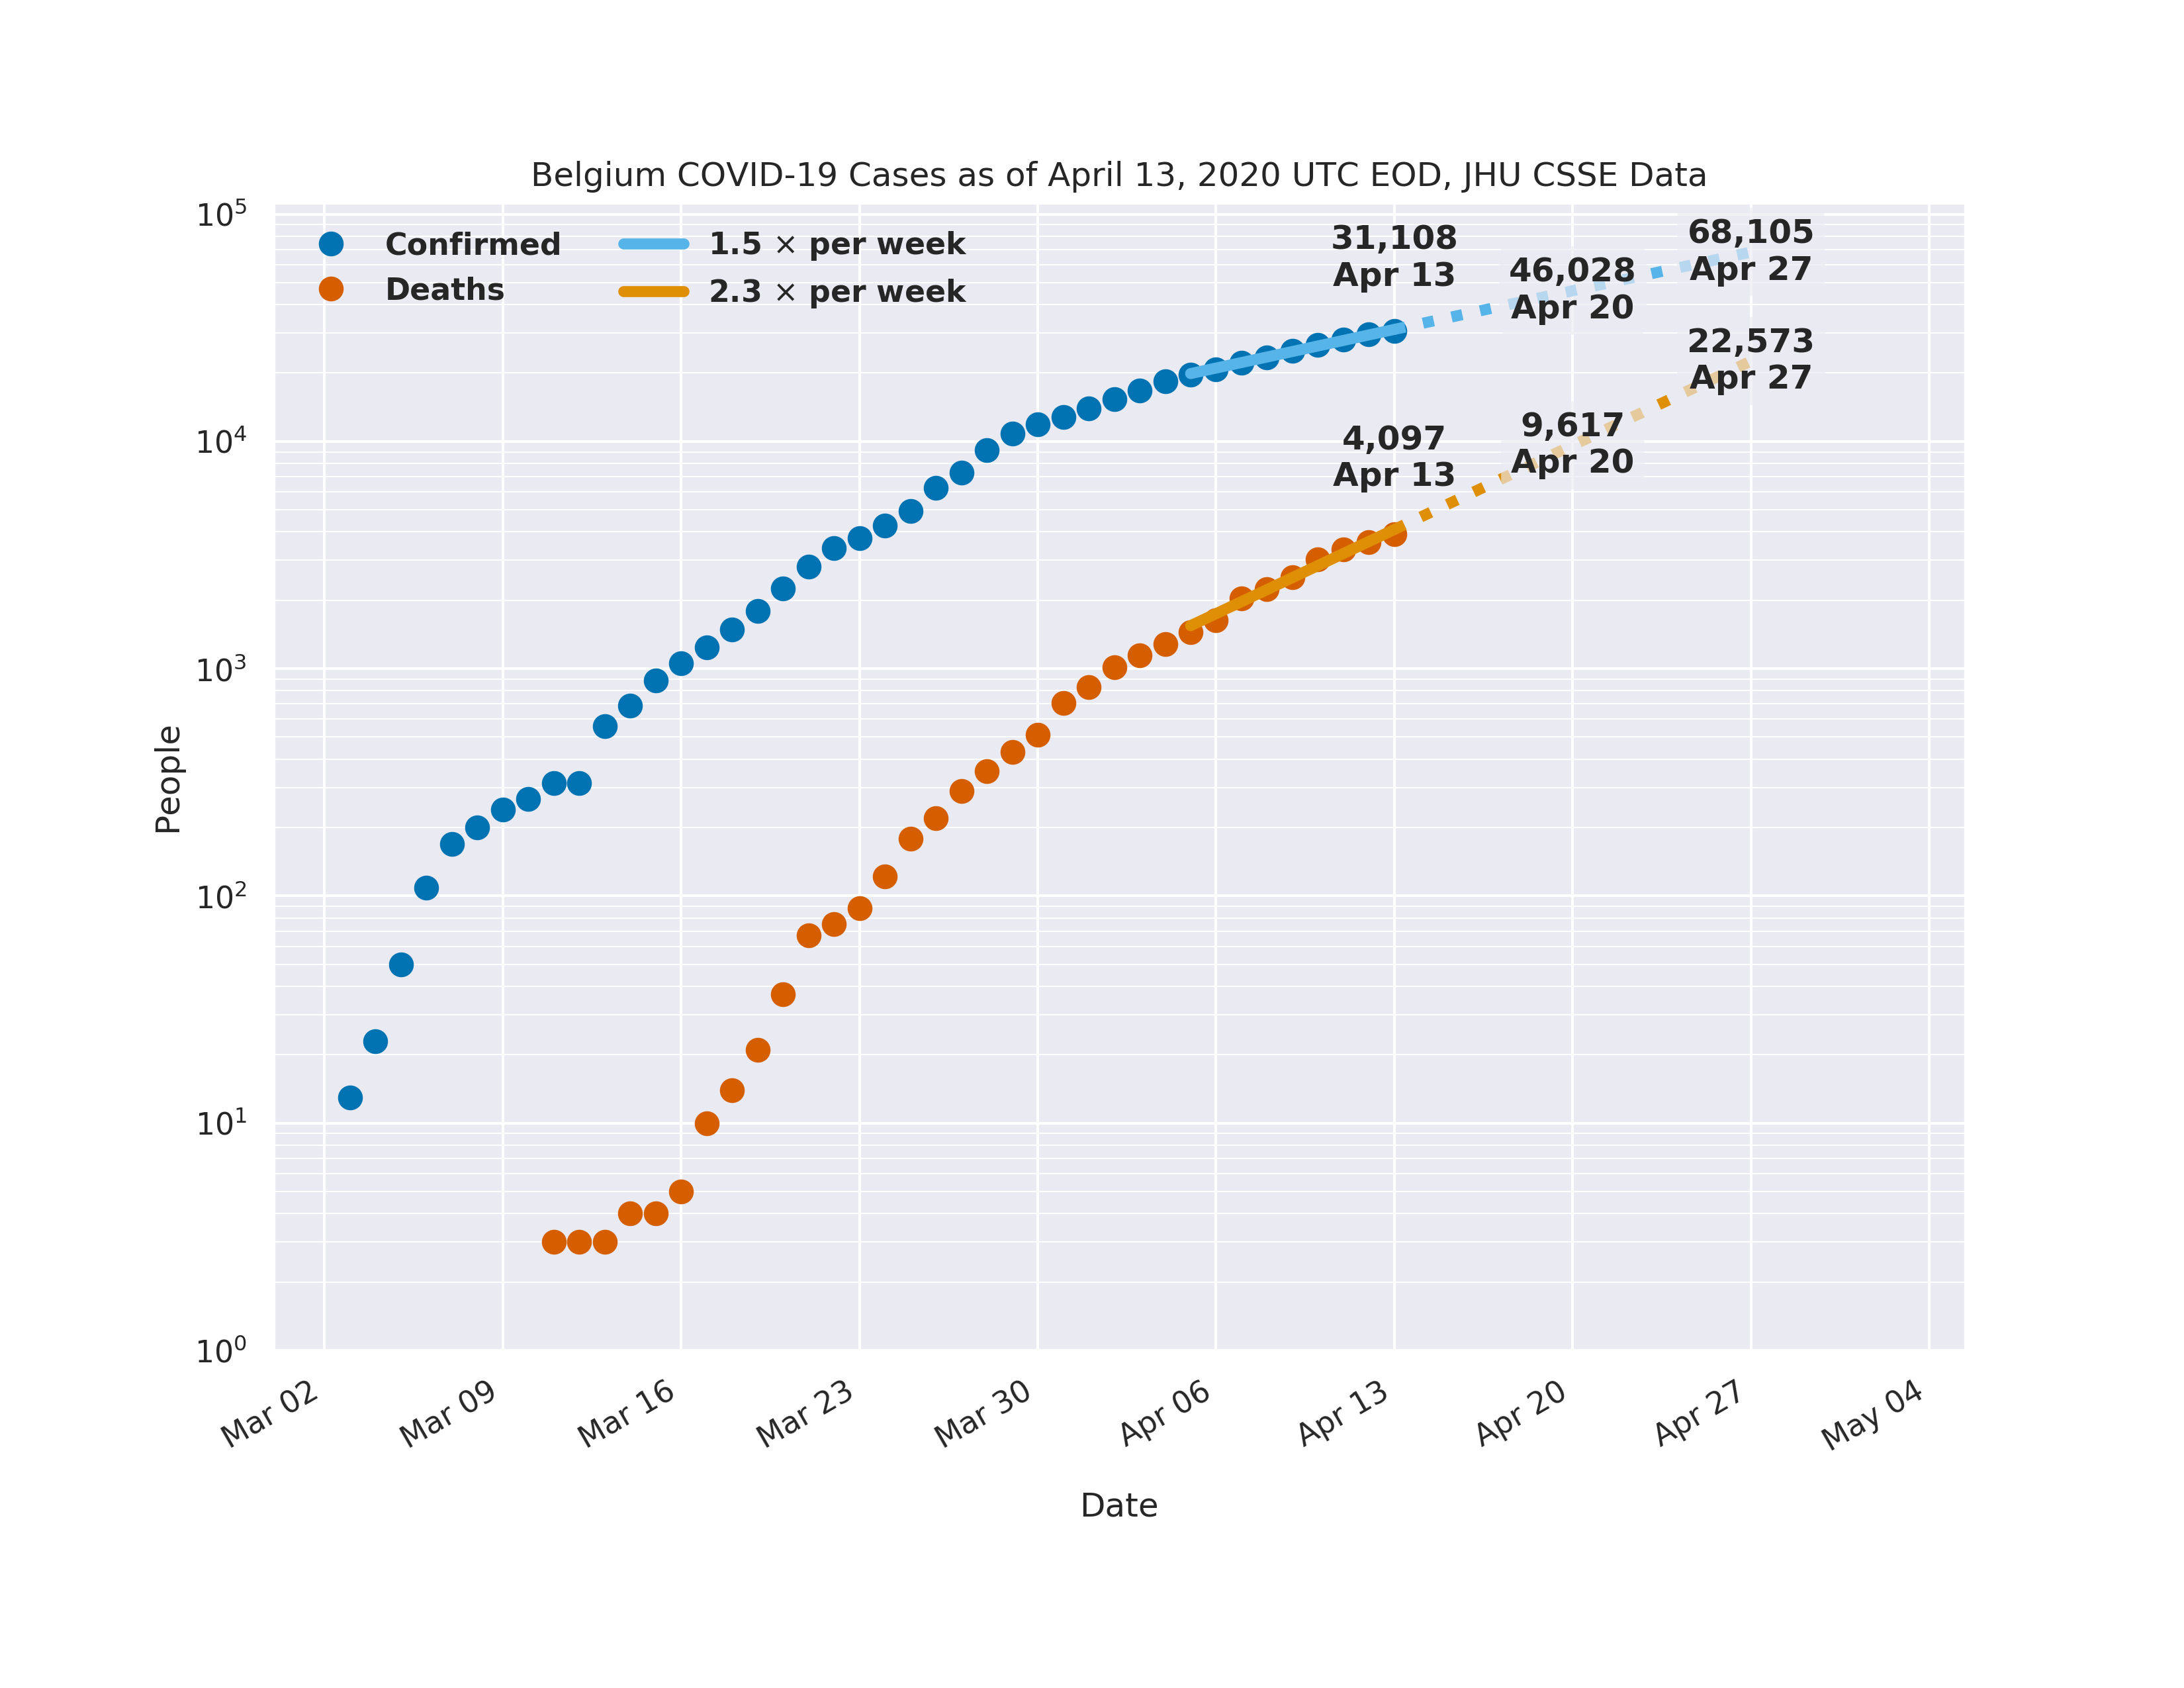 Belgium COVID-19 Cases as of April 13, 2020 UTC EOD, JHU CSSE Data
Confirmed
Deaths
1.5 × per week
2.3 × per week
31,108
Apr 13
46,028
Apr 20
68,105
Apr 27
4,097
Apr 13
9,617
Apr 20
22,573
Apr 27
People
10⁵
10⁴
10³
10²
10¹
10⁰
Mar 02
Mar 09
Mar 16
Mar 23
Mar 30
Apr 06
Apr 13
Apr 20
Apr 27
May 04
Date